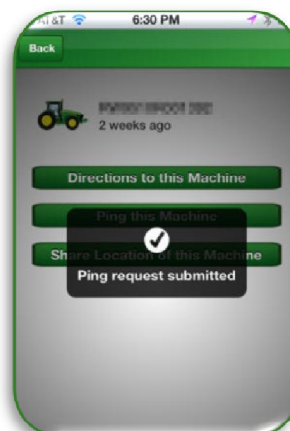 AT&T 6:30 PM
Back
2 weeks ago
Directions to this Machine
Ping this Machine
Share Location of this Machine
Ping request submitted